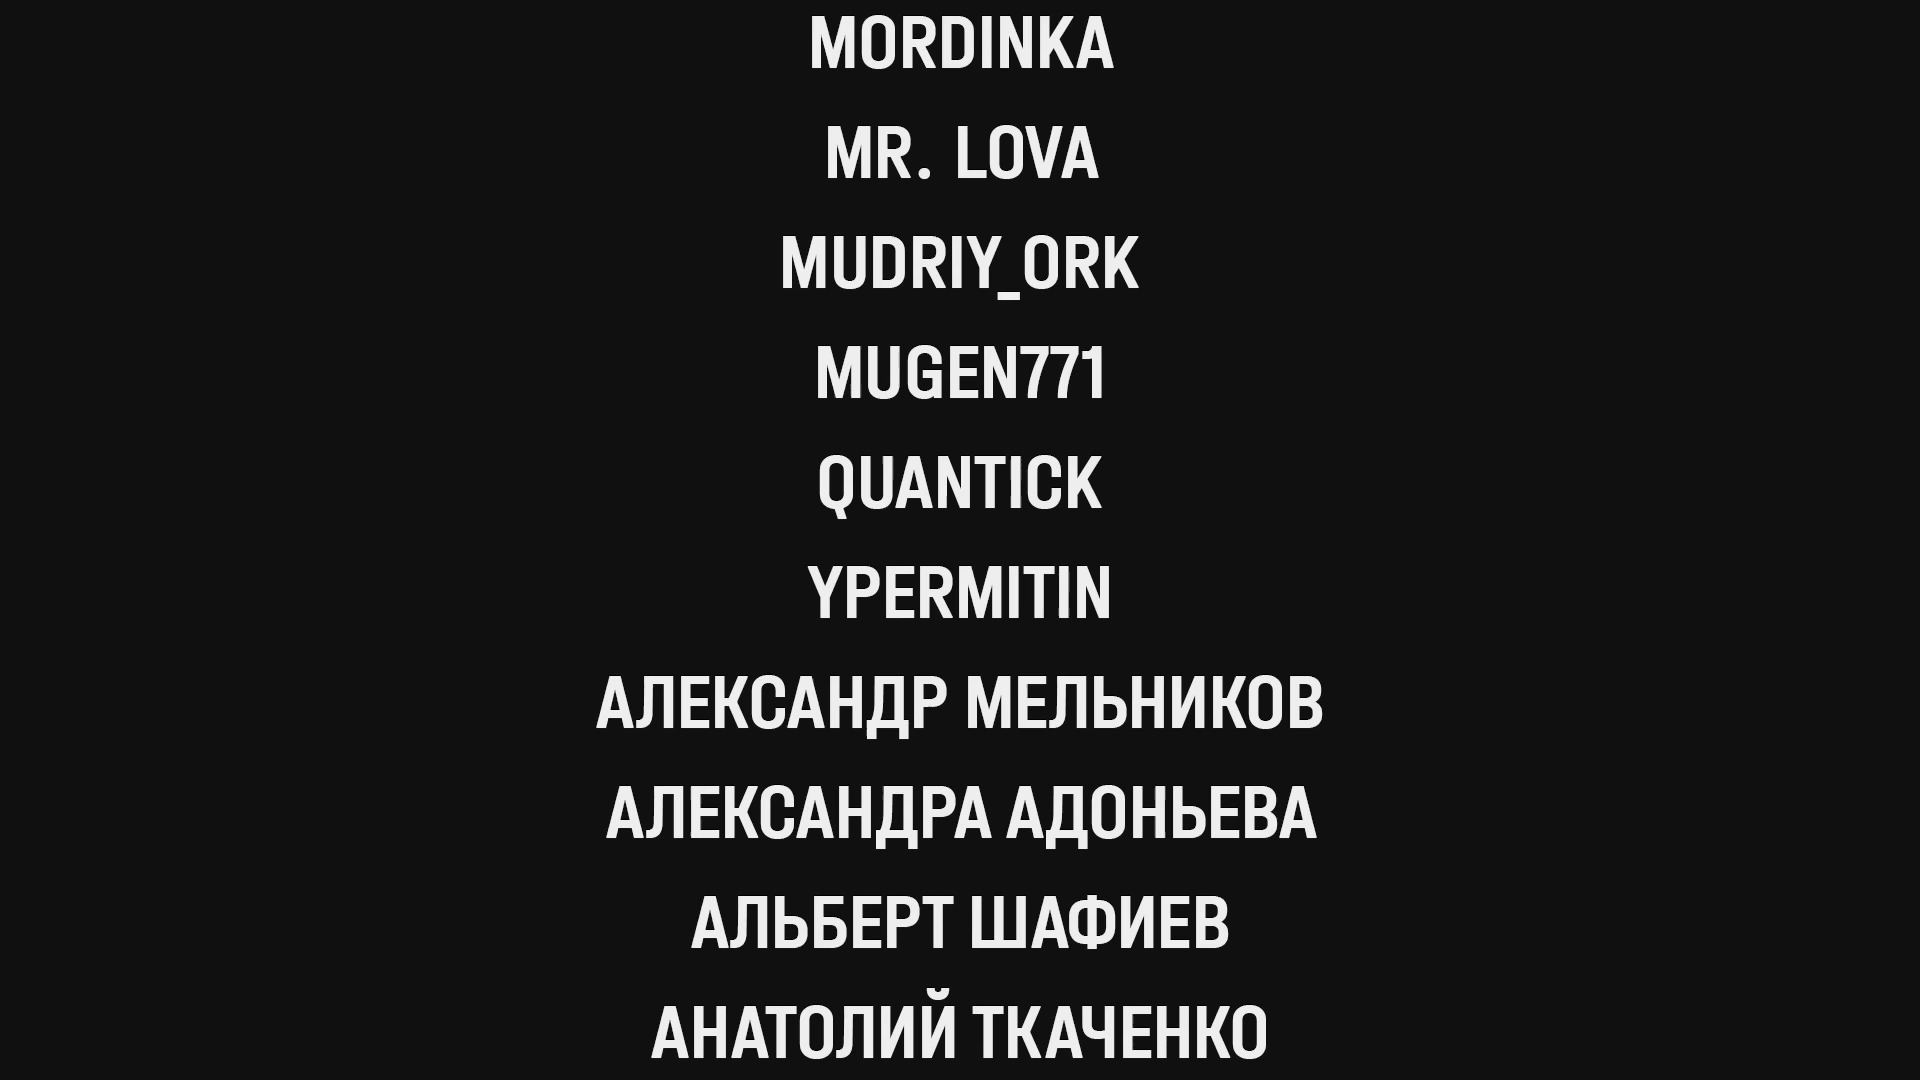 MORDINKA
MR. LOVA
MUDRIY_ORK
MUGEN771
QUANTICK
YPERMITIN
АЛЕКСАНДР МЕЛЬНИКОВ
АЛЕКСАНДРА АДОНЬЕВА
АЛЬБЕРТ ШАФИЕВ
АНАТОЛИЙ ТКАЧЕНКО